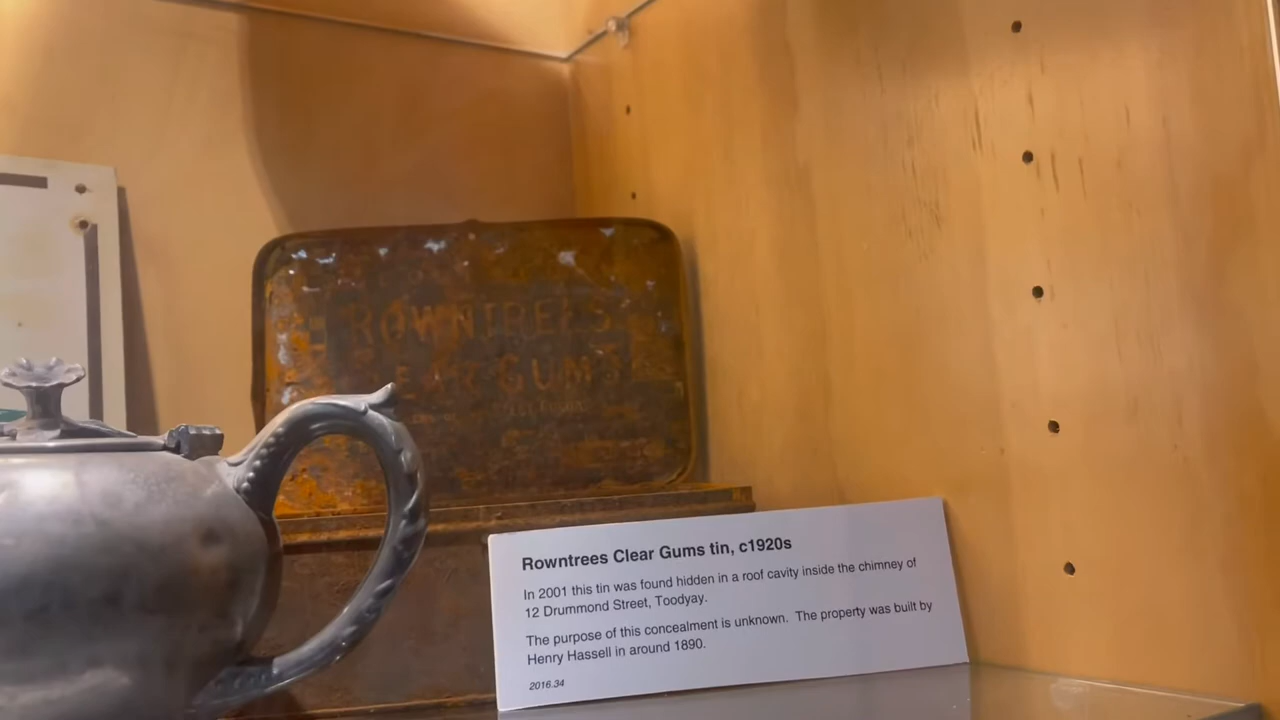 ROWNTREES
GUMS
Rowntrees Clear Gums tin, c1920s
In 2001 this tin was found hidden in a roof cavity inside the chimney of
12 Drummond Street, Toodyay.
The purpose of this concealment is unknown. The property was built by
Henry Hassell in around 1890.
2016.34